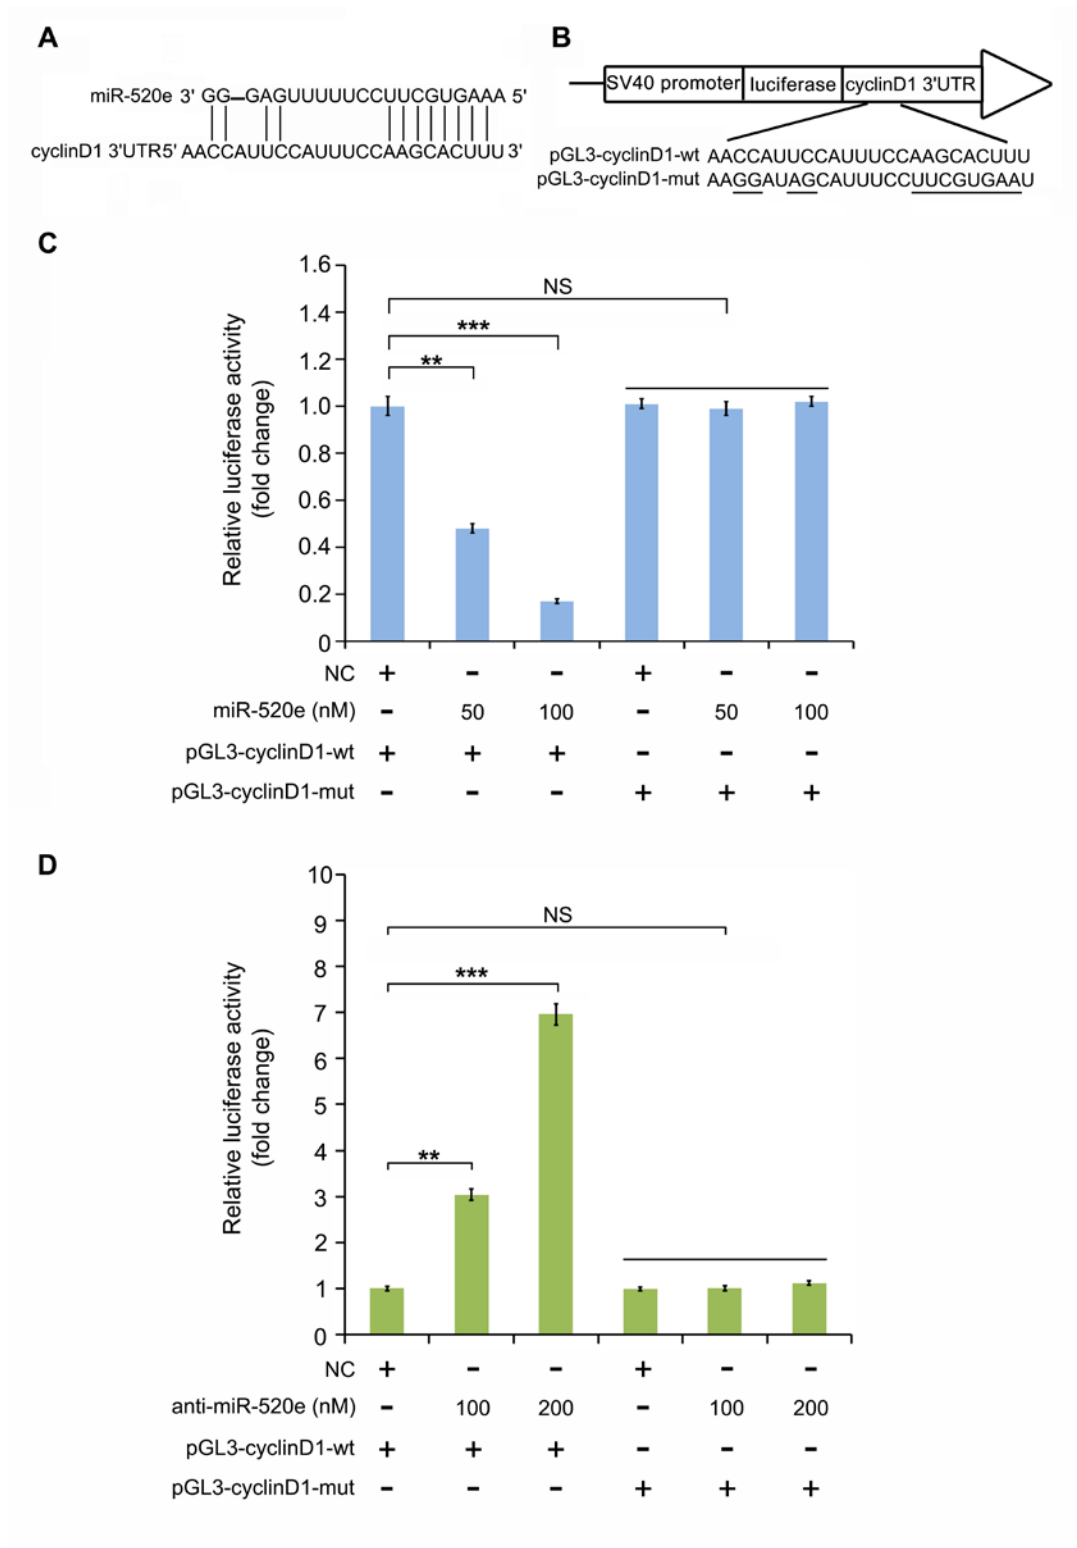 A
miR-520e 3' GG—GAGUUUUUCCUUCGUGAAA 5'
cyclinD1 3'UTR5' AACCAUUCCAUUUCCAAGCACUUU 3'
B
SV40 promoter luciferase cyclinD1 3'UTR
pGL3-cyclinD1-wt AACCAUUCCAUUUCCAAGCACUUU
pGL3-cyclinD1-mut AAGGAUAGCAUUUCCUUCGUGAAU
C
Relative luciferase activity
(fold change)
1.6
1.4
1.2
1.0
0.8
0.6
0.4
0.2
0
NS
***
**
NC + - - + - -
miR-520e (nM) - 50 100 - 50 100
pGL3-cyclinD1-wt + + + - - -
pGL3-cyclinD1-mut - - - + + +
D
Relative luciferase activity
(fold change)
10
9
8
7
6
5
4
3
2
1
0
NS
***
**
NC + - - + - -
anti-miR-520e (nM) - 100 200 - 100 200
pGL3-cyclinD1-wt + + + - - -
pGL3-cyclinD1-mut - - - + + +